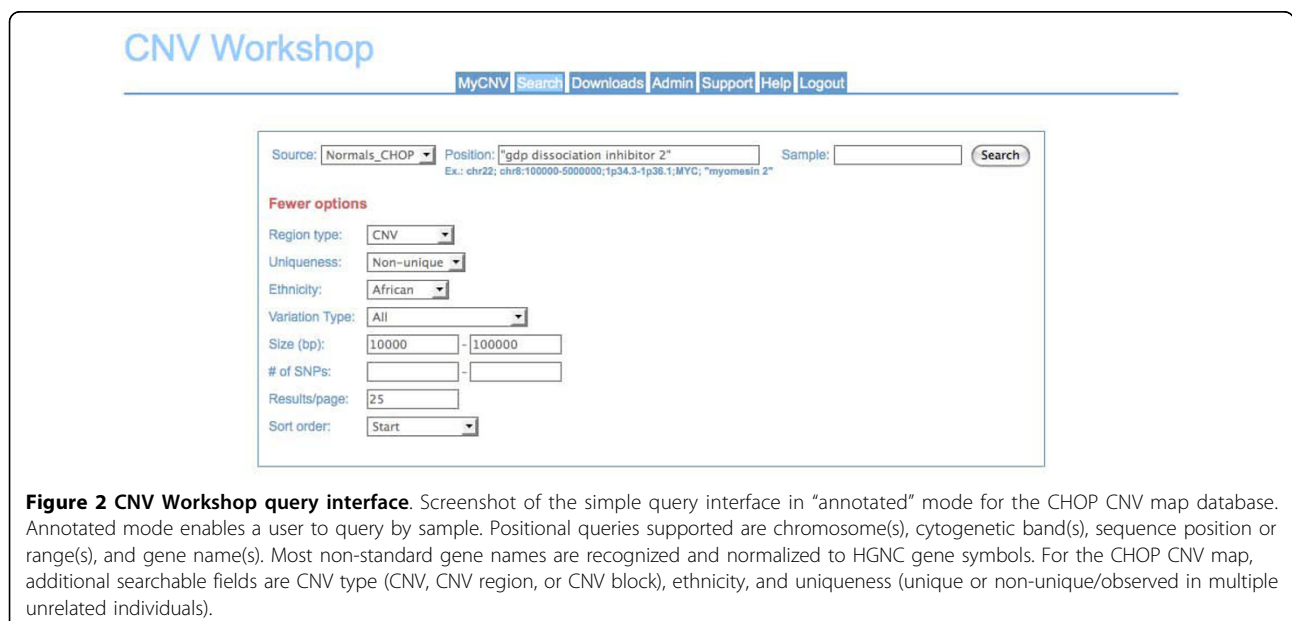 CNV Workshop
MyCNV Search Downloads Admin Support Help Logout
Source: Normals_CHOP Position: "gdp dissociation inhibitor 2" Sample: Search
Ex.: chr22; chr8:100000-5000000;1p34.3-1p36.1;MYC; "myomesin 2"
Fewer options
Region type: CNV
Uniqueness: Non-unique
Ethnicity: African
Variation Type: All
Size (bp): 10000 - 100000
# of SNPs: -
Results/page: 25
Sort order: Start
Figure 2 CNV Workshop query interface. Screenshot of the simple query interface in “annotated” mode for the CHOP CNV map database.
Annotated mode enables a user to query by sample. Positional queries supported are chromosome(s), cytogenetic band(s), sequence position or
range(s), and gene name(s). Most non-standard gene names are recognized and normalized to HGNC gene symbols. For the CHOP CNV map,
additional searchable fields are CNV type (CNV, CNV region, or CNV block), ethnicity, and uniqueness (unique or non-unique/observed in multiple
unrelated individuals).